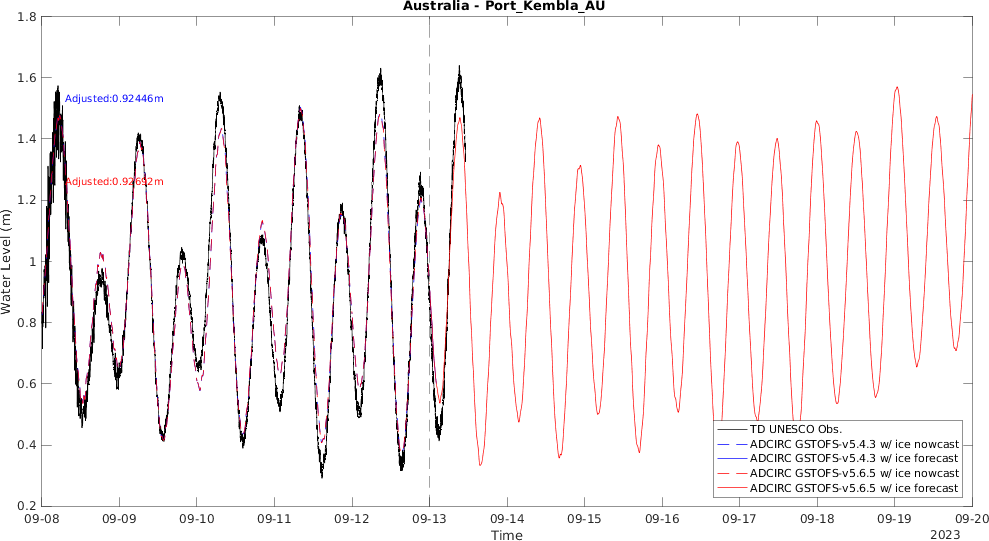 Australia - Port_Kembla_AU
1.8
1.6
1.4
1.2
1
0.8
0.6
0.4
0.2
Water Level (m)
Adjusted:0.92446m
Adjusted:0.92692m
TD UNESCO Obs.
ADCIRC GSTOFS-v5.4.3 w/ ice nowcast
ADCIRC GSTOFS-v5.4.3 w/ ice forecast
ADCIRC GSTOFS-v5.6.5 w/ ice nowcast
ADCIRC GSTOFS-v5.6.5 w/ ice forecast
09-08 09-09 09-10 09-11 09-12 09-13 09-14 09-15 09-16 09-17 09-18 09-19 09-20
Time
2023